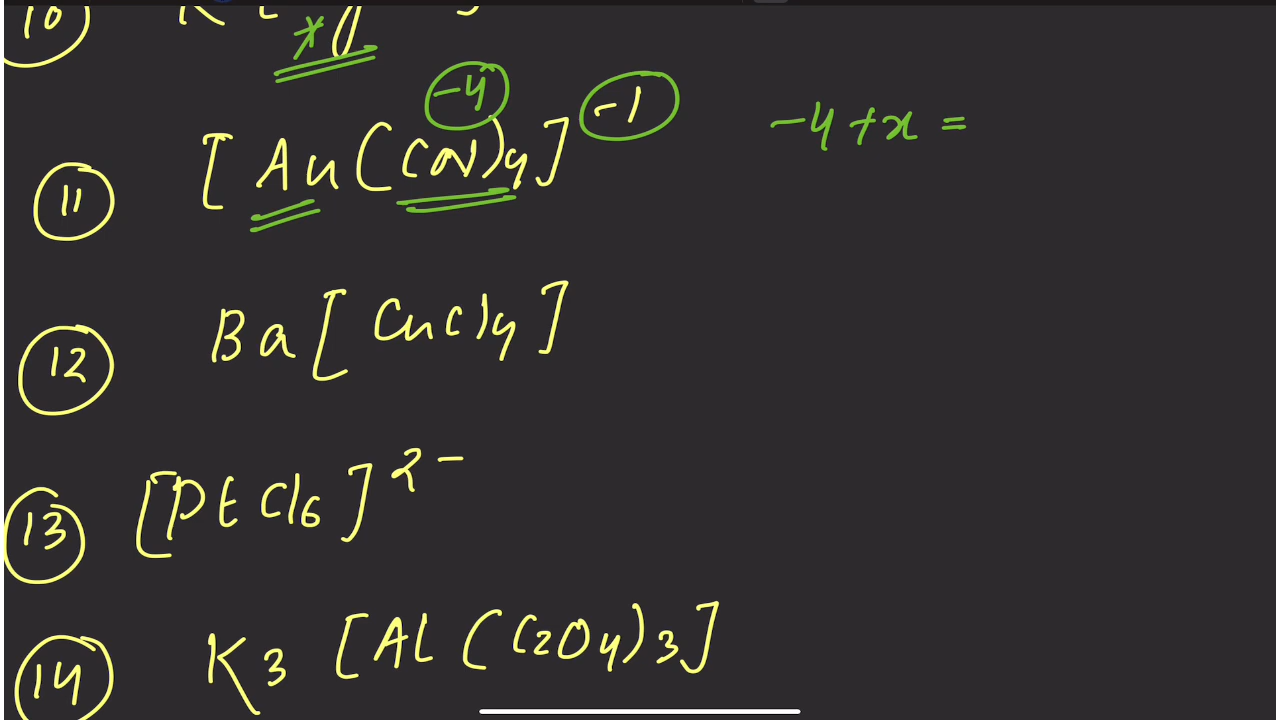 10
-4
[Au(CN)4]-1 -4+x=
11
12 Ba[CuCl4]
13 [PtCl6]2-
14 K3[Al(C2O4)3]